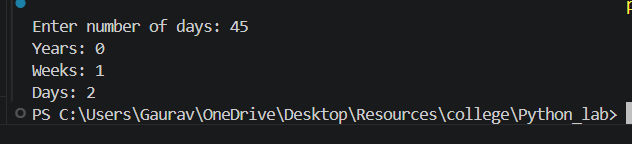 Enter number of days: 45
Years: 0
Weeks: 1
Days: 2
PS C:\Users\Gaurav\OneDrive\Desktop\Resources\college\Python_lab>